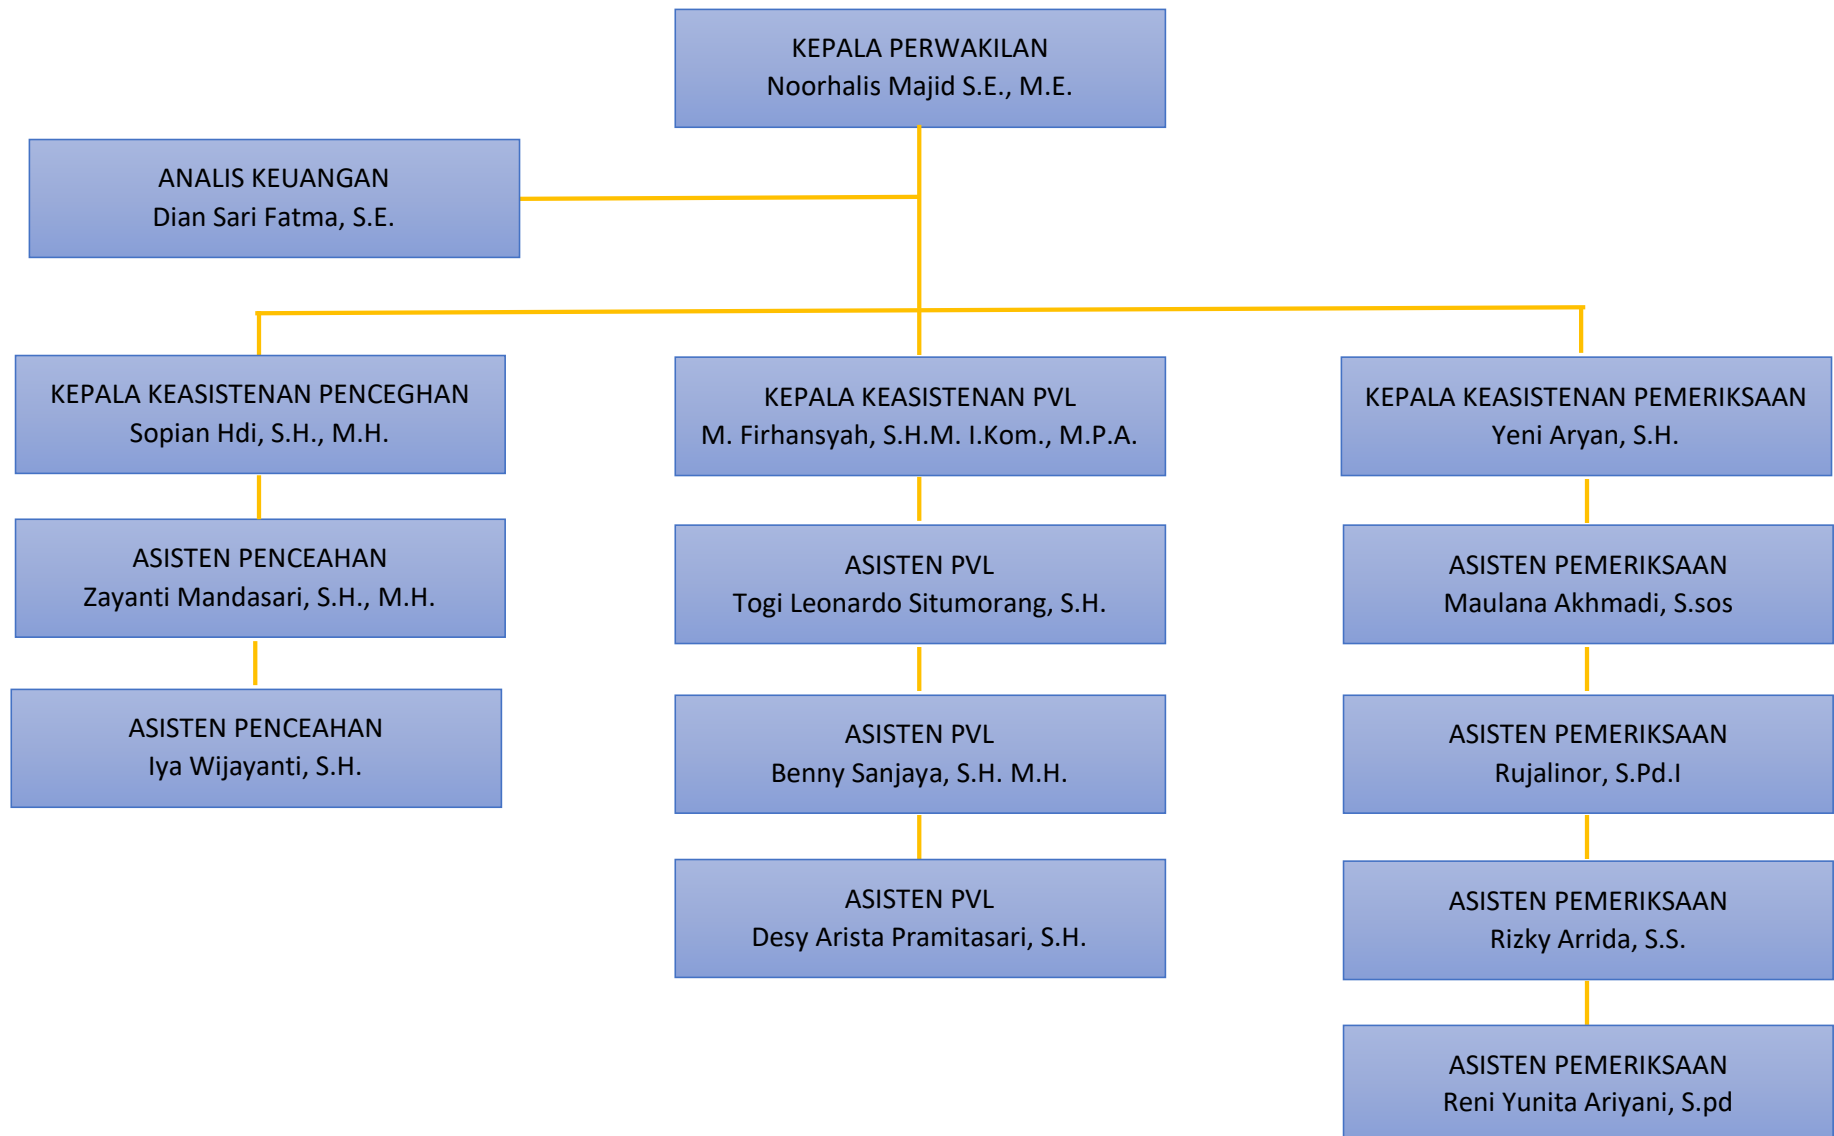 KEPALA PERWAKILAN
Noorhalis Majid S.E., M.E.
ANALIS KEUANGAN
Dian Sari Fatma, S.E.
KEPALA KEASISTENAN PENCEGHAN
Sopian Hdi, S.H., M.H.
KEPALA KEASISTENAN PVL
M. Firhansyah, S.H.M. I.Kom., M.P.A.
KEPALA KEASISTENAN PEMERIKSAAN
Yeni Aryan, S.H.
ASISTEN PENCEAHAN
Zayanti Mandasari, S.H., M.H.
ASISTEN PVL
Togi Leonardo Situmorang, S.H.
ASISTEN PEMERIKSAAN
Maulana Akhmadi, S.sos
ASISTEN PENCEAHAN
Iya Wijayanti, S.H.
ASISTEN PVL
Benny Sanjaya, S.H. M.H.
ASISTEN PEMERIKSAAN
Rujalinor, S.Pd.I
ASISTEN PVL
Desy Arista Pramitasari, S.H.
ASISTEN PEMERIKSAAN
Rizky Arrida, S.S.
ASISTEN PEMERIKSAAN
Reni Yunita Ariyani, S.pd